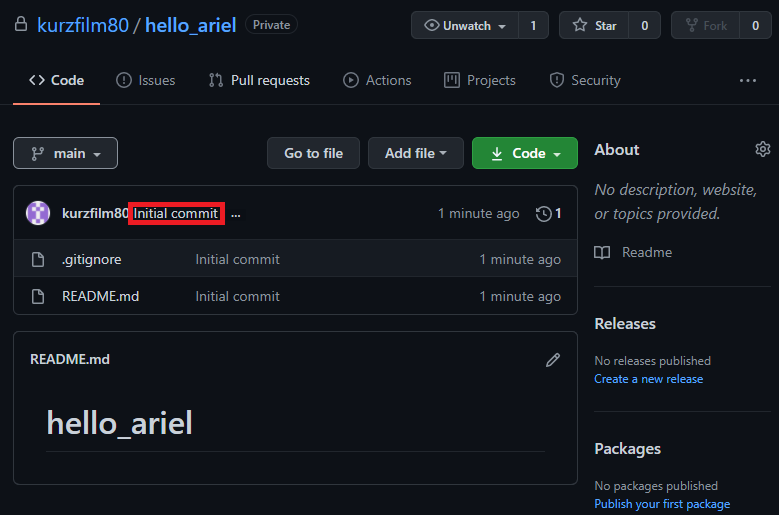 kurzfilm80 / hello_ariel Private
Unwatch 1
Star 0
Fork 0
Code
Issues
Pull requests
Actions
Projects
Security
...
main
Go to file
Add file
Code
kurzfilm80 Initial commit ... 1 minute ago 1
.gitignore Initial commit 1 minute ago
README.md Initial commit 1 minute ago
README.md
hello_ariel
About
No description, website,
or topics provided.
Readme
Releases
No releases published
Create a new release
Packages
No packages published
Publish your first package